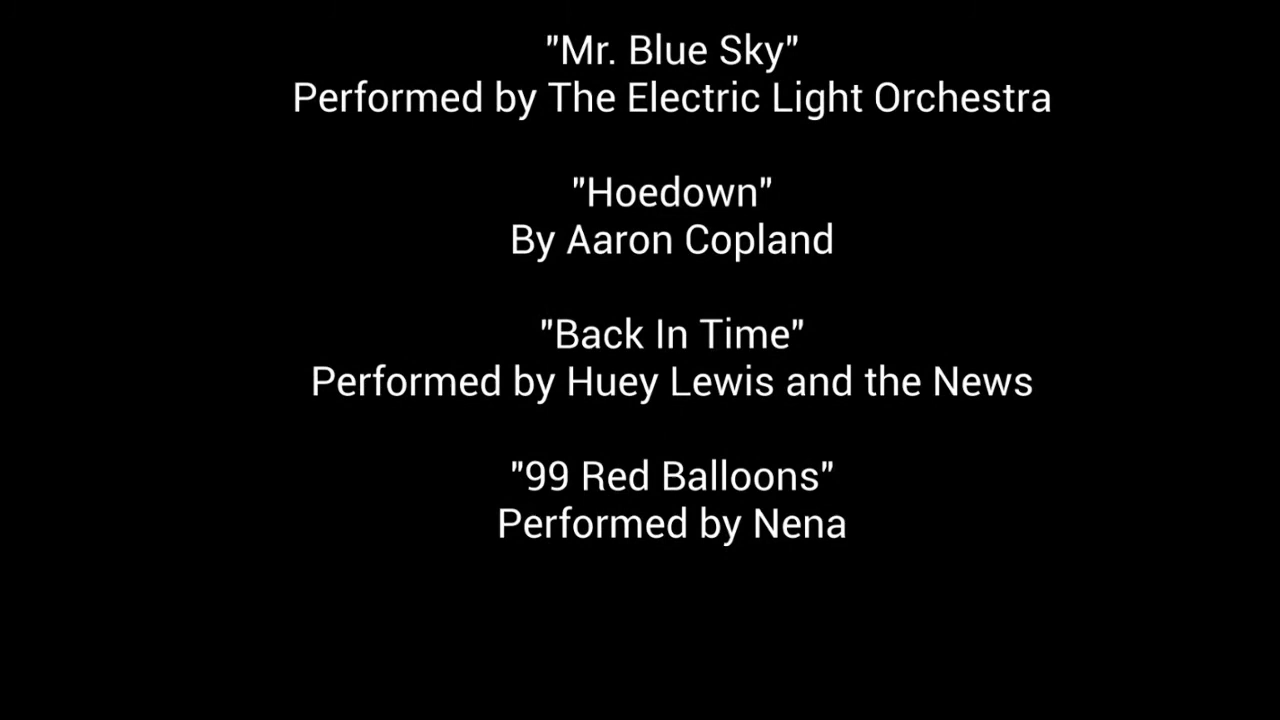 "Mr. Blue Sky"
Performed by The Electric Light Orchestra
"Hoedown"
By Aaron Copland
"Back In Time"
Performed by Huey Lewis and the News
"99 Red Balloons"
Performed by Nena